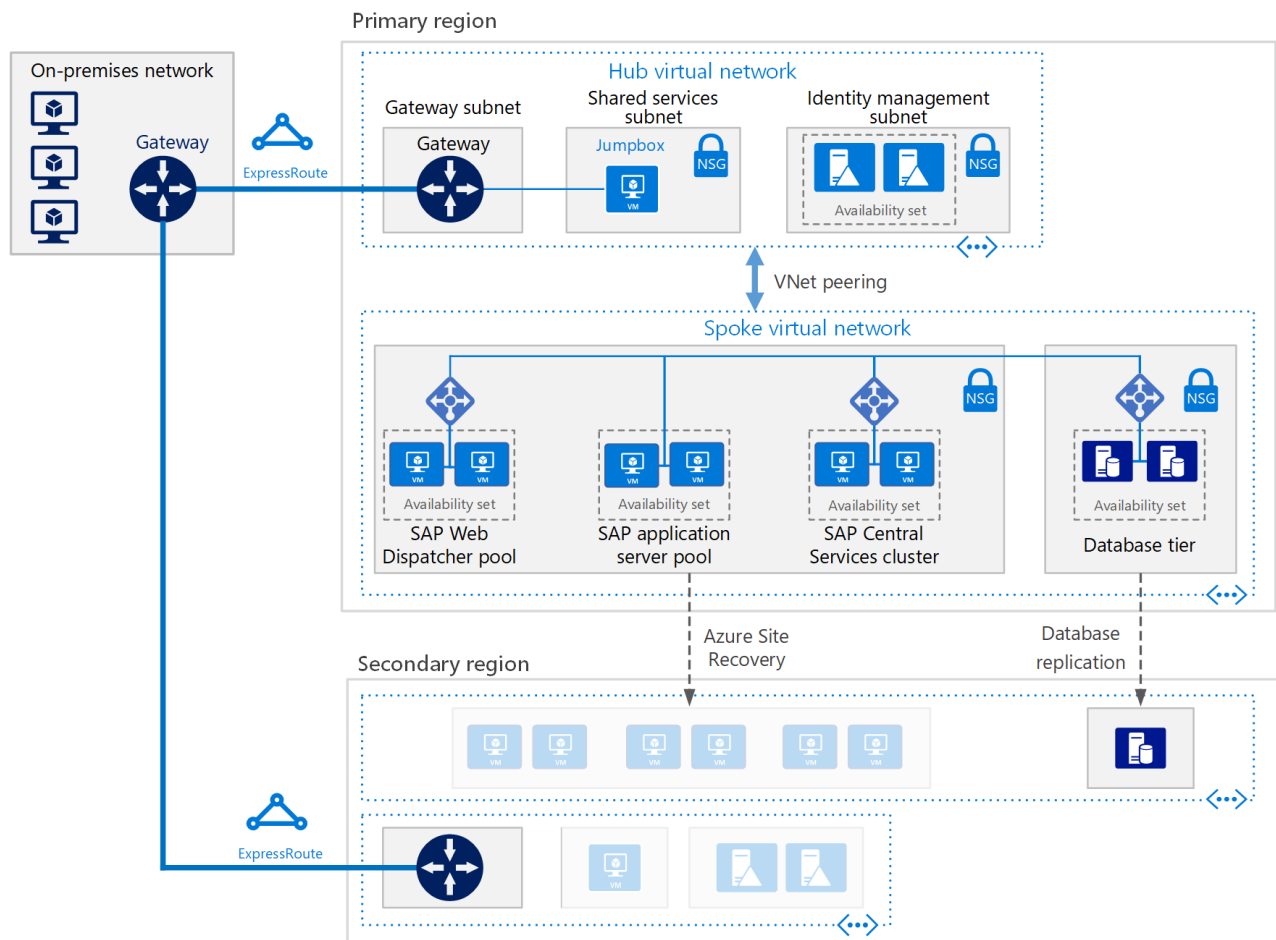 Primary region
On-premises network
Gateway
ExpressRoute
Hub virtual network
Gateway subnet
Gateway
Shared services
subnet
Jumpbox
NSG
VM
Identity management
subnet
NSG
Availability set
VNet peering
Spoke virtual network
NSG
NSG
VM
VM
Availability set
SAP Web
Dispatcher pool
VM
VM
Availability set
SAP application
server pool
VM
VM
Availability set
SAP Central
Services cluster
Availability set
Database tier
Azure Site
Recovery
Database
replication
Secondary region
VM
VM
VM
VM
VM
VM
ExpressRoute
VM